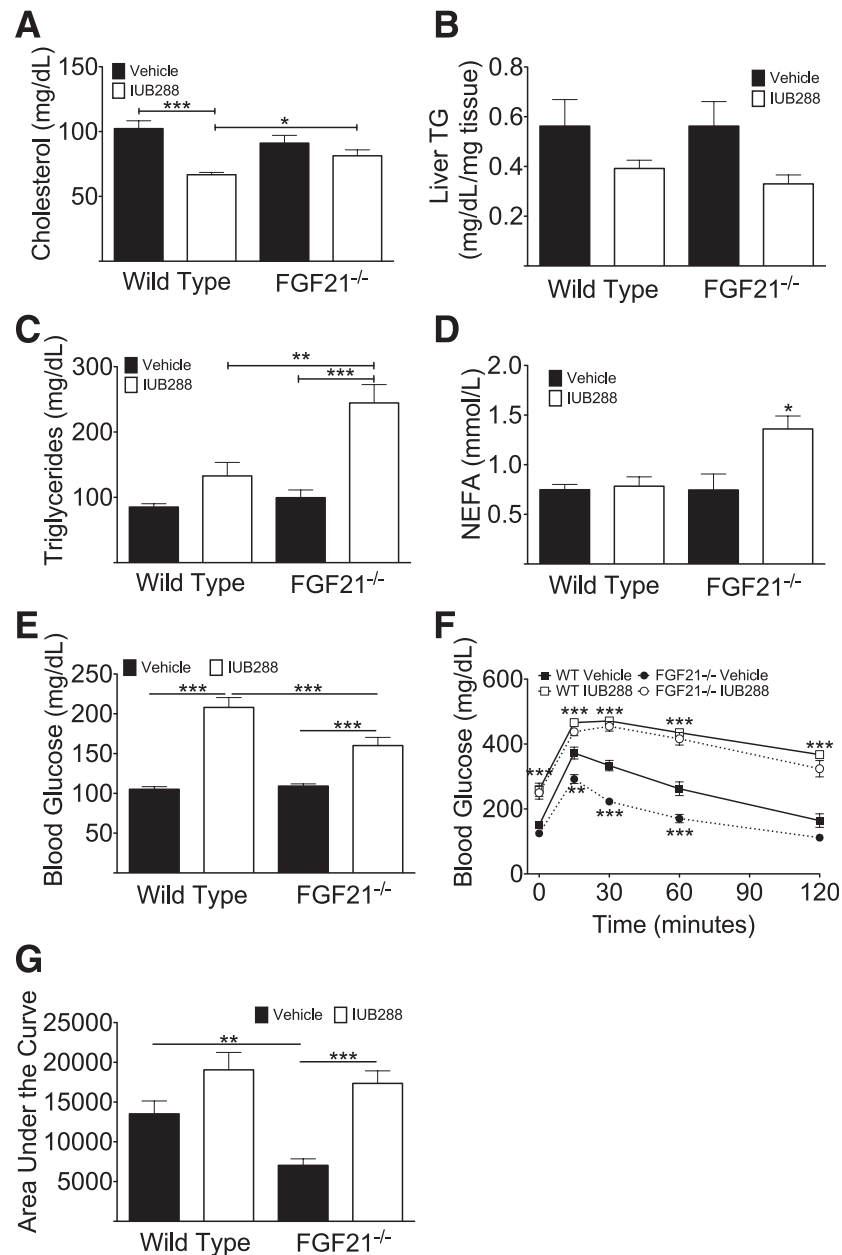 A
Cholesterol (mg/dL)
150
100
50
Vehicle
IUB288
***
*
Wild Type
FGF21-/-
B
Liver TG
(mg/dL/mg tissue)
0.8
0.6
0.4
0.2
Vehicle
IUB288
Wild Type
FGF21-/-
C
Triglycerides (mg/dL)
300
200
100
Vehicle
IUB288
**
***
Wild Type
FGF21-/-
D
NEFA (mmol/L)
2.0
1.5
1.0
0.5
Vehicle
IUB288
*
Wild Type
FGF21-/-
E
Blood Glucose (mg/dL)
250
200
150
100
50
Vehicle IUB288
***
***
***
Wild Type
FGF21-/-
F
Blood Glucose (mg/dL)
600
400
200
0
WT Vehicle FGF21-/- Vehicle
WT IUB288 FGF21-/- IUB288
*** ***
***
***
***
**
***
***
0 30 60 90 120
Time (minutes)
G
Area Under the Curve
25000
20000
15000
10000
5000
Vehicle IUB288
**
***
Wild Type
FGF21-/-